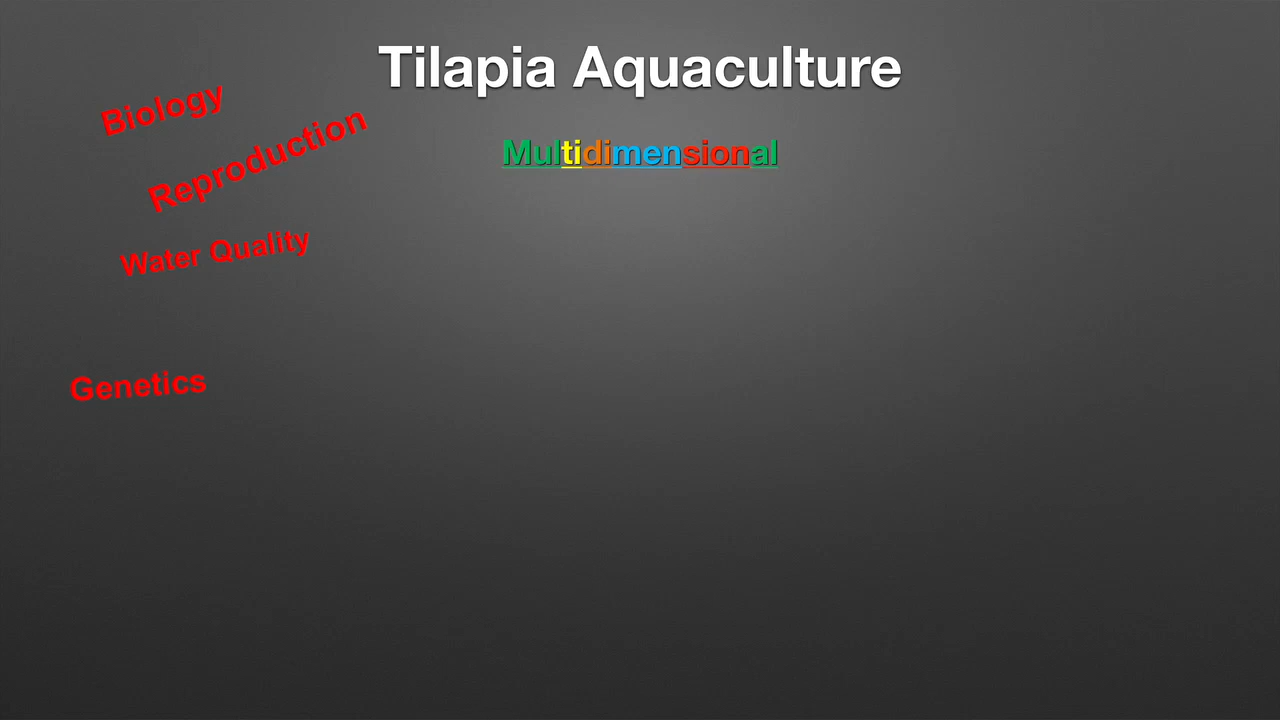 Tilapia Aquaculture
Multidimensional
Biology
Reproduction
Water Quality
Genetics